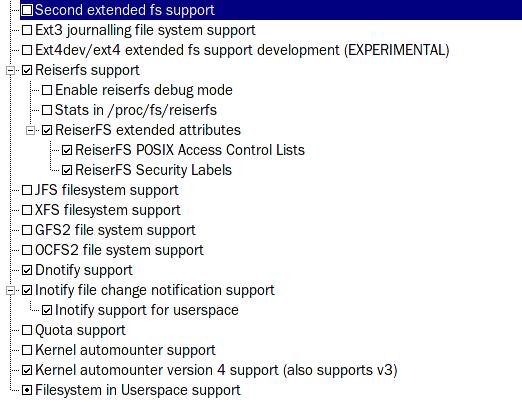 Second extended fs support
Ext3 journalling file system support
Ext4dev/ext4 extended fs support development (EXPERIMENTAL)
Reiserfs support
Enable reiserfs debug mode
Stats in /proc/fs/reiserfs
ReiserFS extended attributes
ReiserFS POSIX Access Control Lists
ReiserFS Security Labels
JFS filesystem support
XFS filesystem support
GFS2 file system support
OCFS2 file system support
Dnotify support
Inotify file change notification support
Inotify support for userspace
Quota support
Kernel automounter support
Kernel automounter version 4 support (also supports v3)
Filesystem in Userspace support